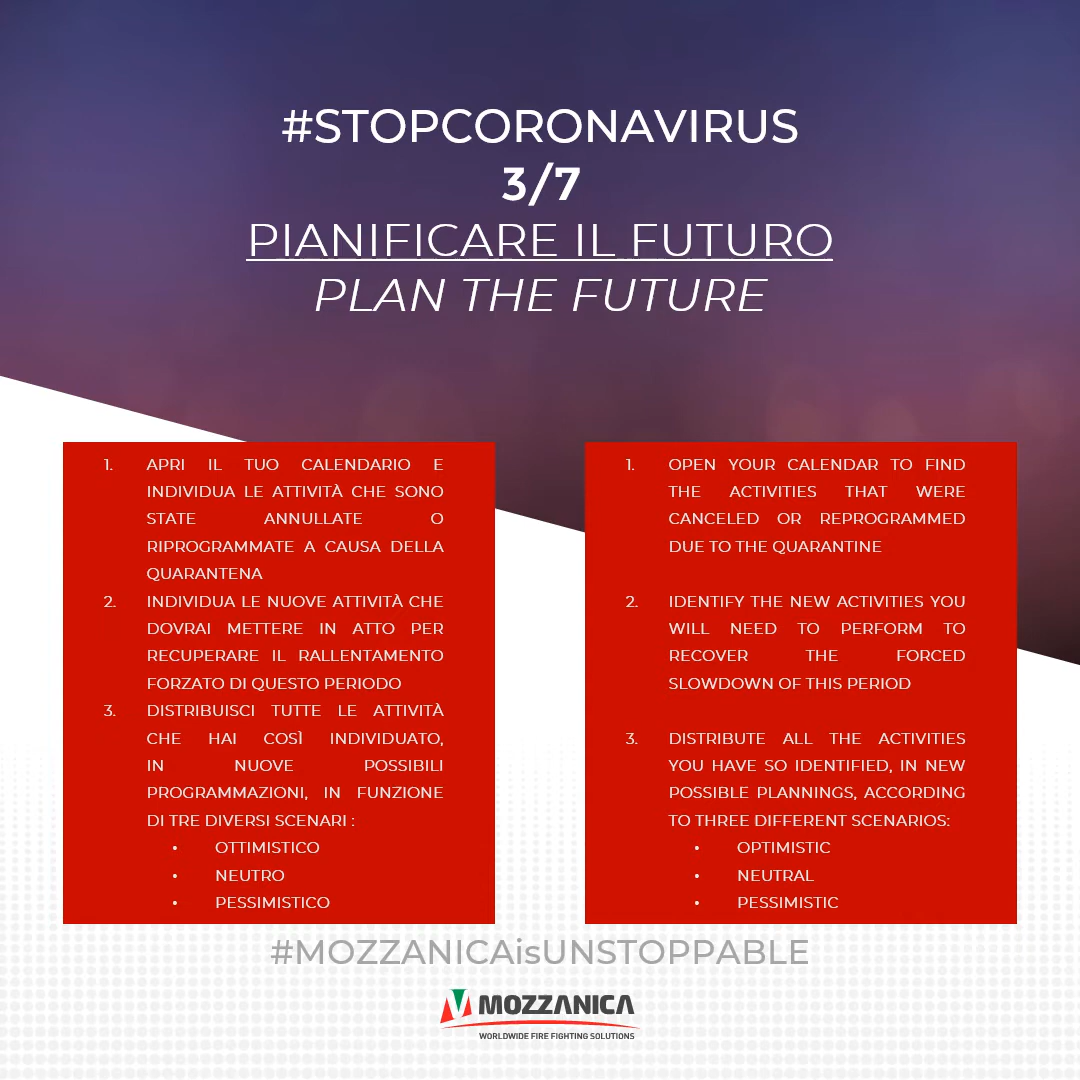 #STOPCORONAVIRUS
3/7
PIANIFICARE IL FUTURO
PLAN THE FUTURE
1. APRI IL TUO CALENDARIO E
INDIVIDUA LE ATTIVITÀ CHE SONO
STATE ANNULLATE O
RIPROGRAMMATE A CAUSA DELLA
QUARANTENA
2. INDIVIDUA LE NUOVE ATTIVITÀ CHE
DOVRAI METTERE IN ATTO PER
RECUPERARE IL RALLENTAMENTO
FORZATO DI QUESTO PERIODO
3. DISTRIBUISCI TUTTE LE ATTIVITÀ
CHE HAI COSÌ INDIVIDUATO,
IN NUOVE POSSIBILI
PROGRAMMAZIONI, IN FUNZIONE
DI TRE DIVERSI SCENARI :
• OTTIMISTICO
• NEUTRO
• PESSIMISTICO
1. OPEN YOUR CALENDAR TO FIND
THE ACTIVITIES THAT WERE
CANCELED OR REPROGRAMMED
DUE TO THE QUARANTINE
2. IDENTIFY THE NEW ACTIVITIES YOU
WILL NEED TO PERFORM TO
RECOVER THE FORCED
SLOWDOWN OF THIS PERIOD
3. DISTRIBUTE ALL THE ACTIVITIES
YOU HAVE SO IDENTIFIED, IN NEW
POSSIBLE PLANNINGS, ACCORDING
TO THREE DIFFERENT SCENARIOS:
• OPTIMISTIC
• NEUTRAL
• PESSIMISTIC
#MOZZANICAisUNSTOPPABLE
MOZZANICA
WORLDWIDE FIRE FIGHTING SOLUTIONS